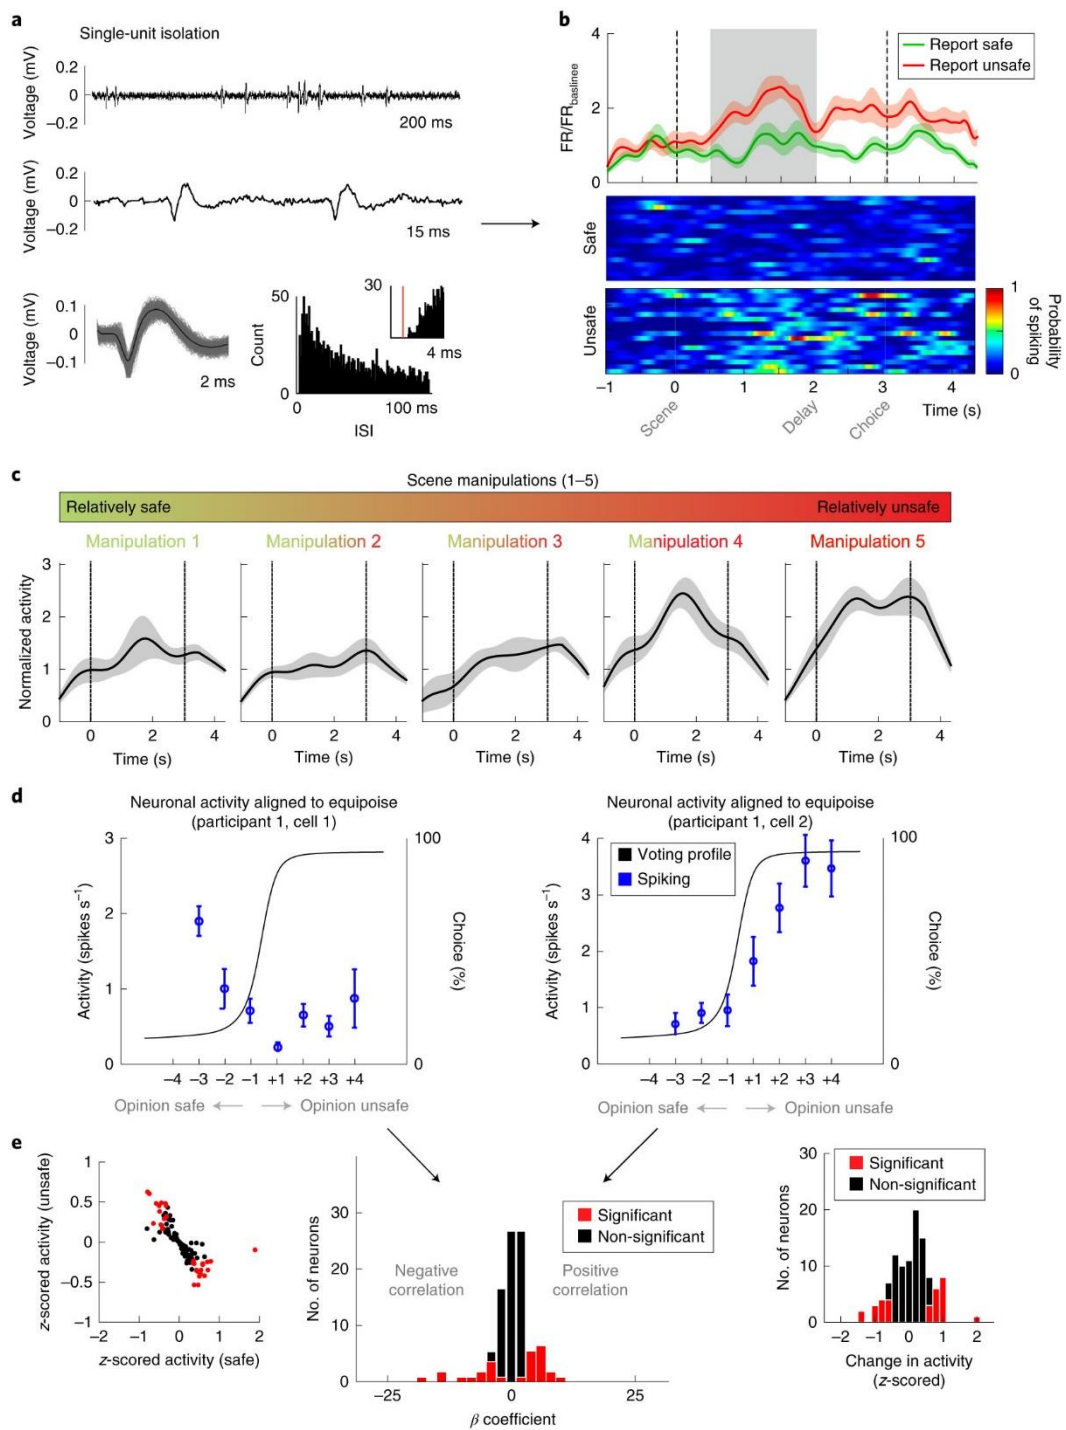 a
Single-unit isolation
Voltage (mV)
0.2
0
−0.2
200 ms
Voltage (mV)
0.2
0
−0.2
15 ms
Voltage (mV)
0.1
0
−0.1
2 ms
Count
50
0
30
4 ms
0
100 ms
ISI
b
FR/FRbaslinee
4
2
0
Report safe
Report unsafe
Safe
Unsafe
1
0
Probability
of spiking
−1 0 1 2 3 4
Scene
Delay
Choice
Time (s)
c
Scene manipulations (1–5)
Relatively safe
Relatively unsafe
Manipulation 1 Manipulation 2 Manipulation 3 Manipulation 4 Manipulation 5
Normalized activity
3
2
1
0
0 2 4 0 2 4 0 2 4 0 2 4 0 2 4
Time (s) Time (s) Time (s) Time (s) Time (s)
d
Neuronal activity aligned to equipoise
(participant 1, cell 1)
Activity (spikes s−1)
3
2
1
0
100
0
Choice (%)
−4 −3 −2 −1 +1 +2 +3 +4
Opinion safe
Opinion unsafe
Neuronal activity aligned to equipoise
(participant 1, cell 2)
Activity (spikes s−1)
4
3
2
1
0
Voting profile
Spiking
100
0
Choice (%)
−4 −3 −2 −1 +1 +2 +3 +4
Opinion safe
Opinion unsafe
e
z-scored activity (unsafe)
1
0.5
0
−0.5
−1
−2 −1 0 1 2
z-scored activity (safe)
No. of neurons
30
20
10
0
Significant
Non-significant
Negative
correlation
Positive
correlation
−25 0 25
β coefficient
No. of neurons
30
20
10
0
Significant
Non-significant
−2 −1 0 1 2
Change in activity
(z-scored)